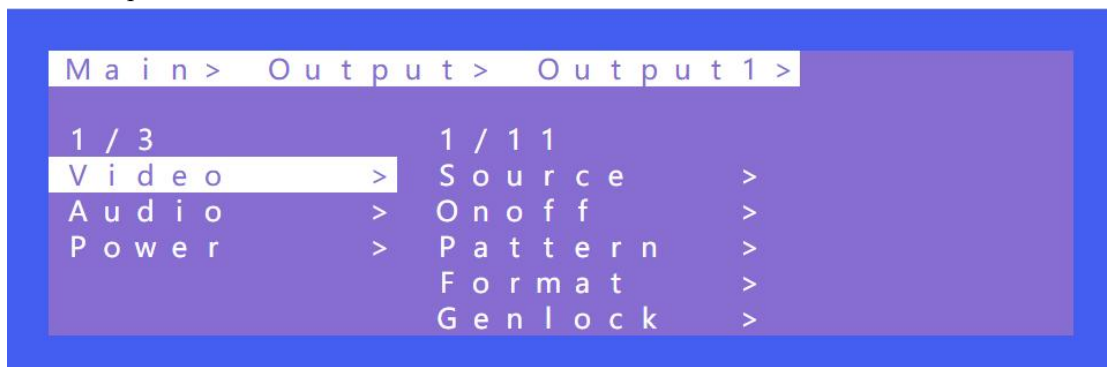 Main> Output> Output1>
1/3 1/11
Video > Source >
Audio > Onoff >
Power > Pattern >
Format >
Genlock >